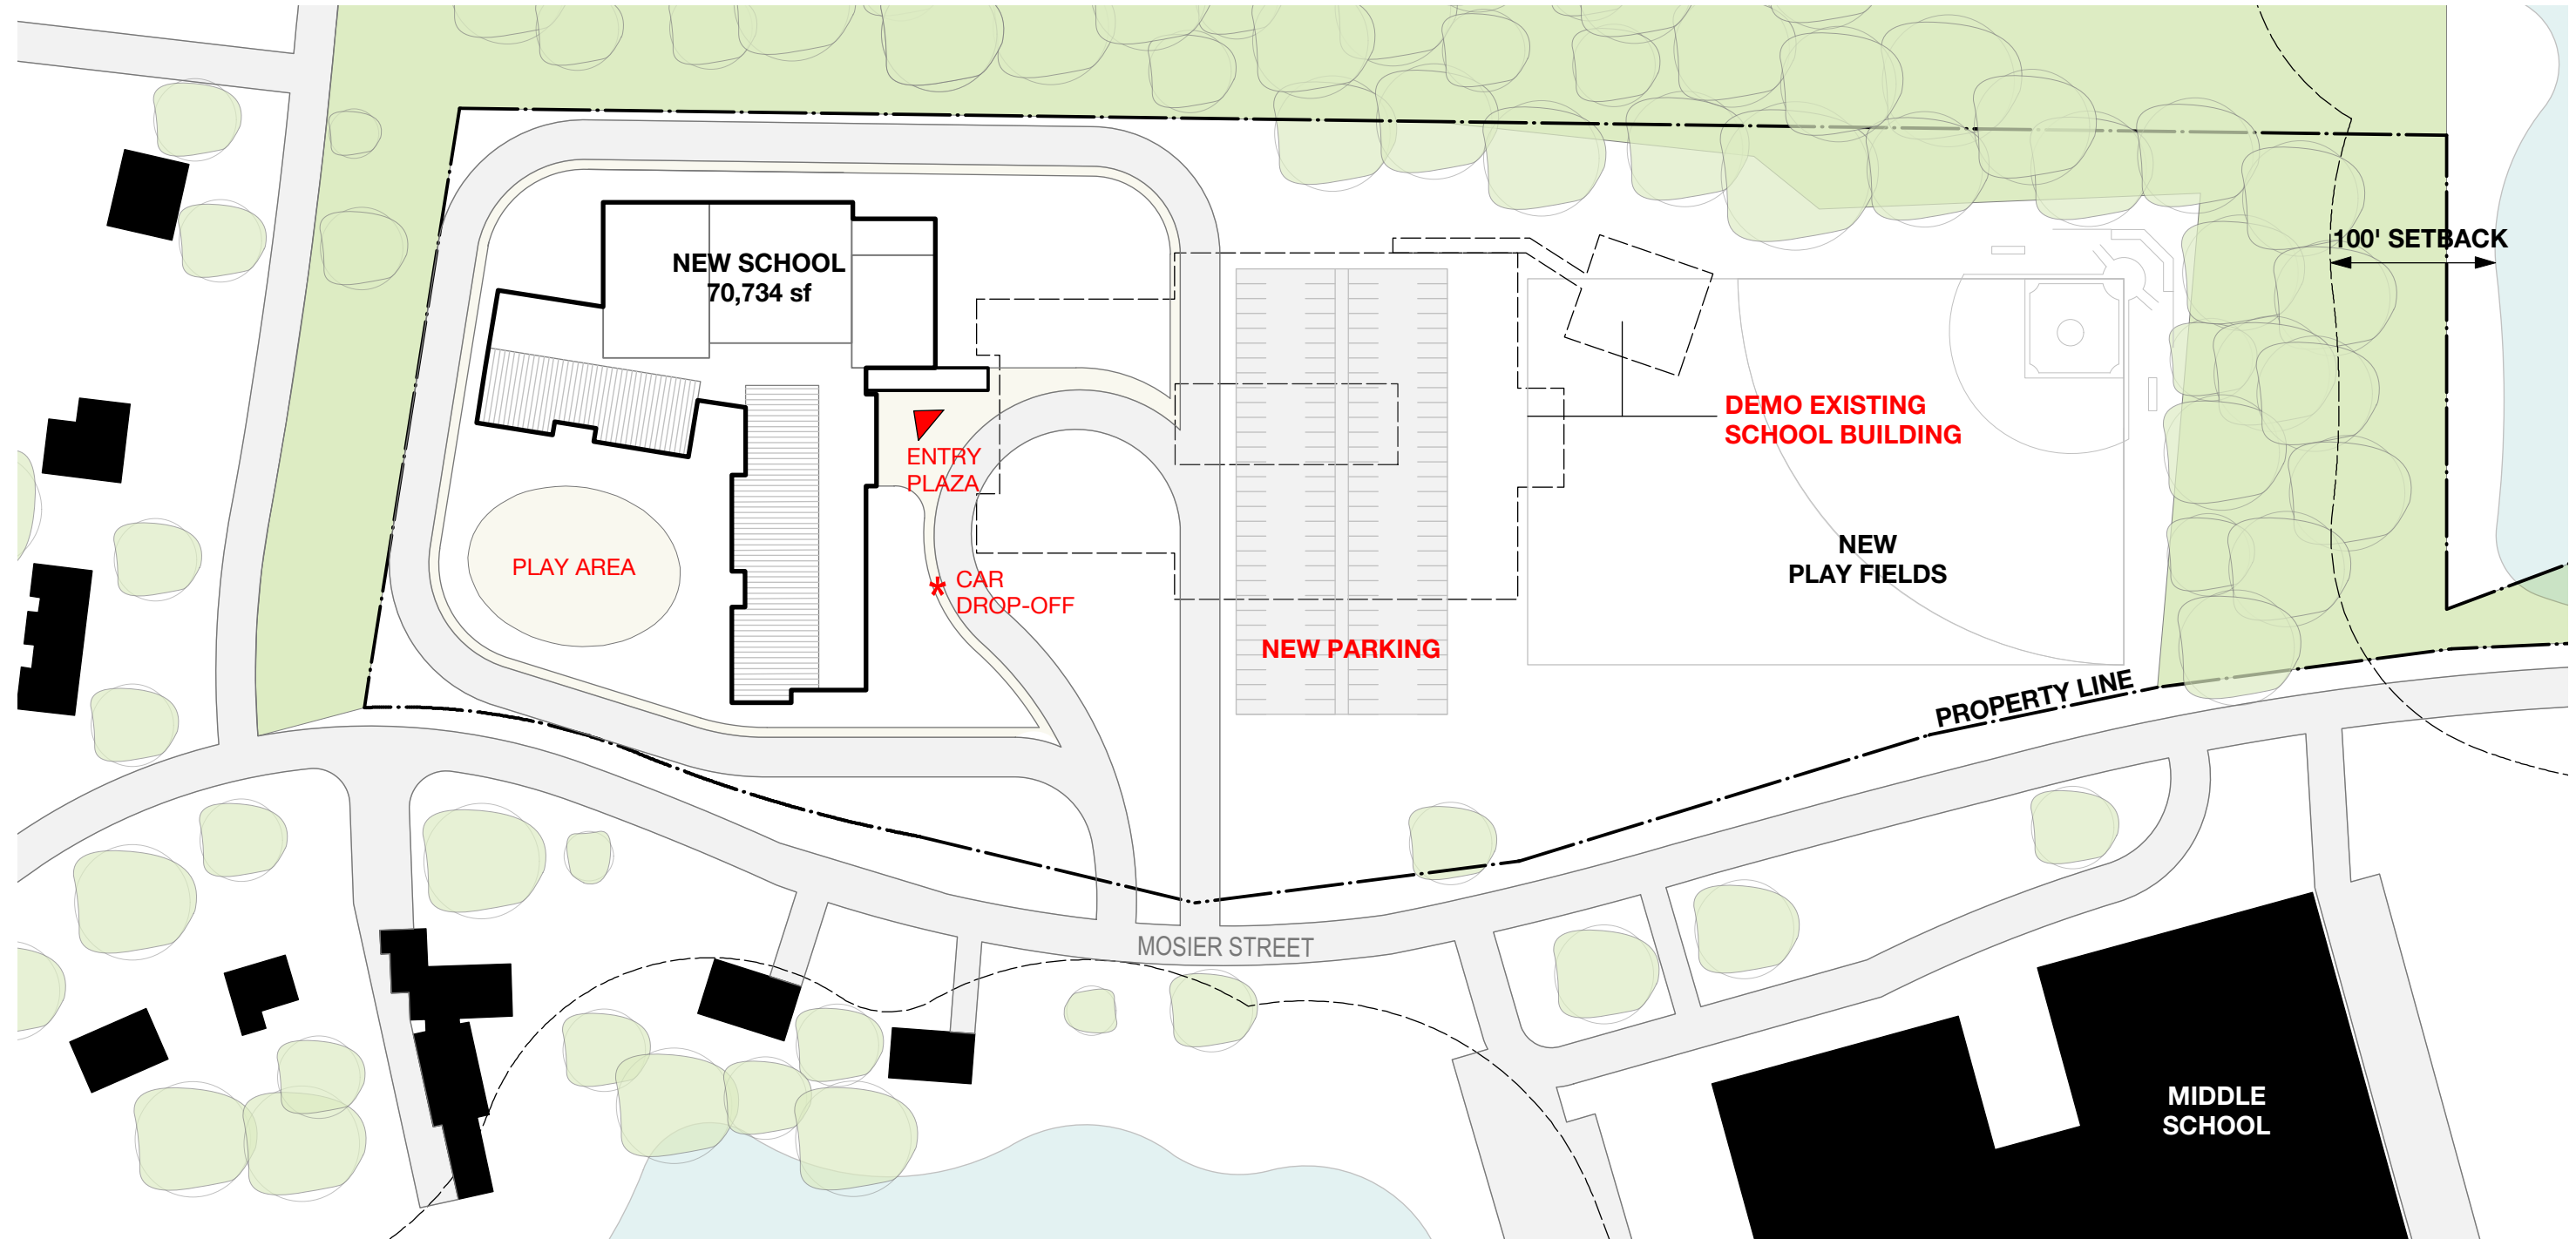 NEW SCHOOL
70,734 sf
100' SETBACK
DEMO EXISTING
SCHOOL BUILDING
ENTRY
PLAZA
PLAY AREA
CAR
DROP-OFF
NEW
PLAY FIELDS
NEW PARKING
PROPERTY LINE
MOSIER STREET
MIDDLE
SCHOOL